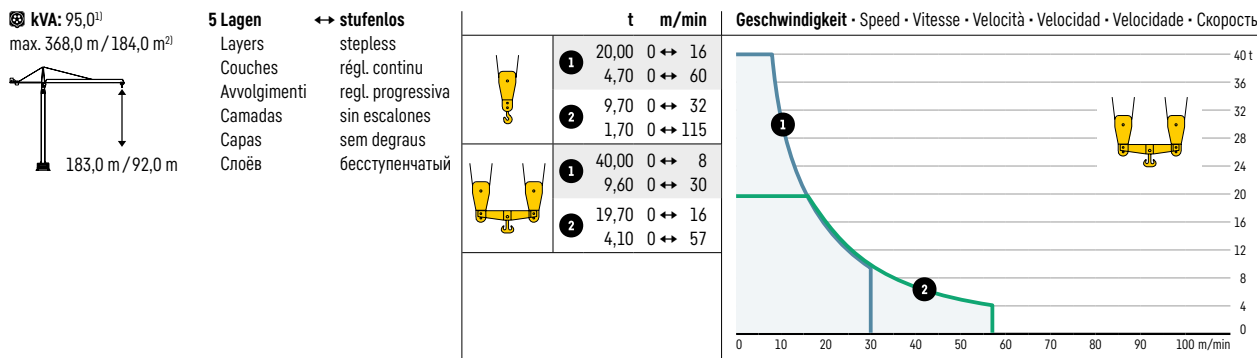 kVA: 95,0¹⁾
max. 368,0 m / 184,0 m²⁾
183,0 m / 92,0 m
5 Lagen ↔ stufenlos
Layers stepless
Couches régl. continu
Avvolgimenti regl. progressiva
Camadas sin escalones
Capas sem degraus
Слоёв бесступенчатый
t m/min
1 20,00 0 ↔ 16
4,70 0 ↔ 60
2 9,70 0 ↔ 32
1,70 0 ↔ 115
1 40,00 0 ↔ 8
9,60 0 ↔ 30
2 19,70 0 ↔ 16
4,10 0 ↔ 57
Geschwindigkeit · Speed · Vitesse · Velocità · Velocidad · Velocidade · Скорость
40 t
36
32
28
24
20
16
12
8
4
0
1
2
0 10 20 30 40 50 60 70 80 90 100 m/min